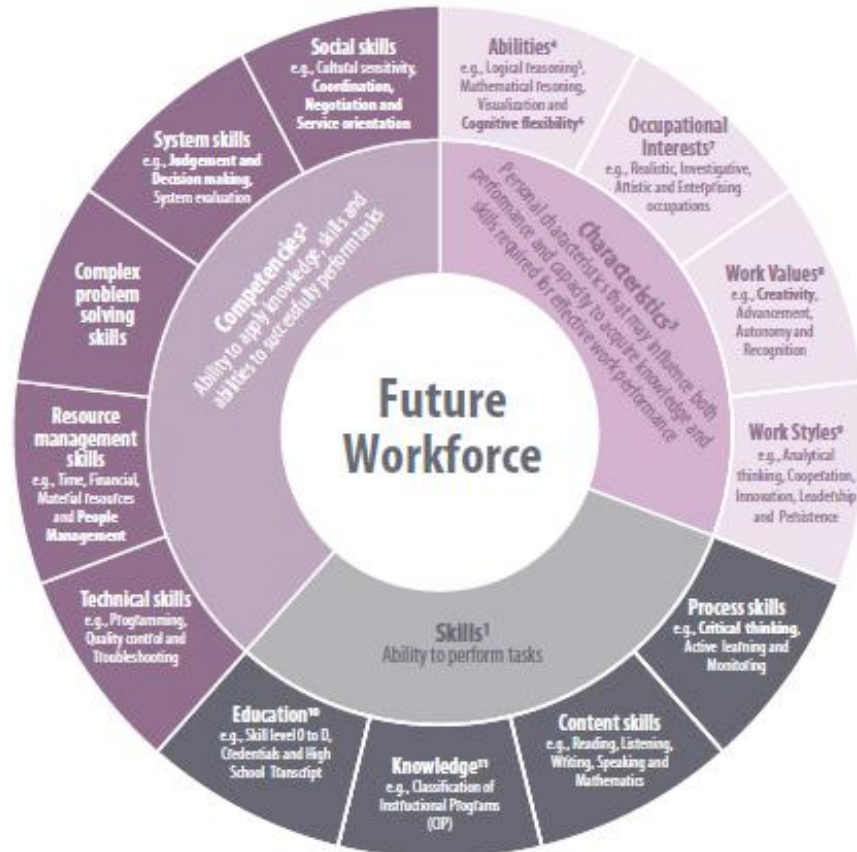 Social skills
e.g., Cultural sensitivity,
Coordination,
Negotiation and
Service orientation
Abilities⁴
e.g., Logical reasoning⁵,
Mathematical resoning,
Visualization and
Cognitive flexibility⁶
Occupational
Interests⁷
e.g., Realistic, Investigative,
Artistic and Enterprising
occupations
Work Values⁸
e.g., Creativity,
Advancement,
Autonomy and
Recognition
Work Styles⁹
e.g., Analytical
thinking, Cooperation,
Innovation, Leadership
and Persistence
Process skills
e.g., Critical thinking,
Active learning and
Monitoring
Content skills
e.g., Reading, Listening,
Writing, Speaking and
Mathematics
Knowledge¹¹
e.g., Classification of
Instructional Programs
(CIP)
Education¹⁰
e.g., Skill level 0 to D,
Credentials and High
School Transcript
Technical skills
e.g., Programming,
Quality control and
Troubleshooting
Resource
management
skills
e.g., Time, Financial,
Material resources
and People
Management
Complex
problem
solving
skills
System skills
e.g., Judgement and
Decision making,
System evaluation
Competencies²
Ability to apply knowledge, skills and
abilities to successfully perform tasks
Characteristics³
Personal characteristics that may influence both
performance and capacity to acquire knowledge and
skills required for effective work performance
Skills¹
Ability to perform tasks
Future
Workforce